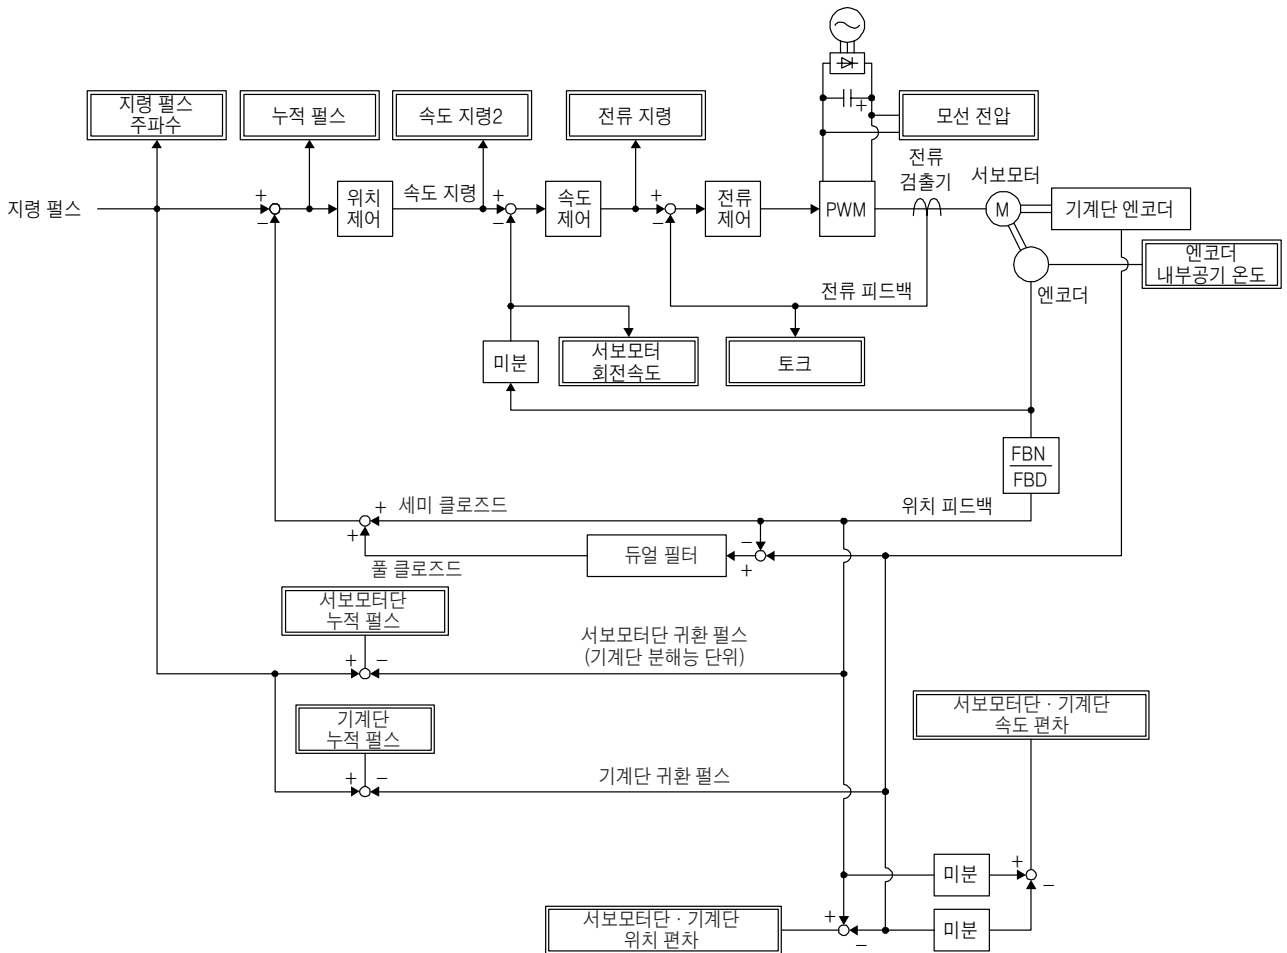 지령 펄스
주파수
누적 펄스
속도 지령2
전류 지령
모선 전압
전류
검출기
서보모터
지령 펄스
+
−
위치
제어
속도 지령
+
−
속도
제어
+
−
전류
제어
PWM
+
M
기계단 엔코더
엔코더
내부공기 온도
엔코더
전류 피드백
미분
서보모터
회전속도
토크
FBN
FBD
위치 피드백
+
세미 클로즈드
+
풀 클로즈드
듀얼 필터
−
+
서보모터단
누적 펄스
+
−
서보모터단 귀환 펄스
(기계단 분해능 단위)
기계단
누적 펄스
+
−
기계단 귀환 펄스
서보모터단 · 기계단
속도 편차
미분
+
−
서보모터단 · 기계단
위치 편차
+
−
미분